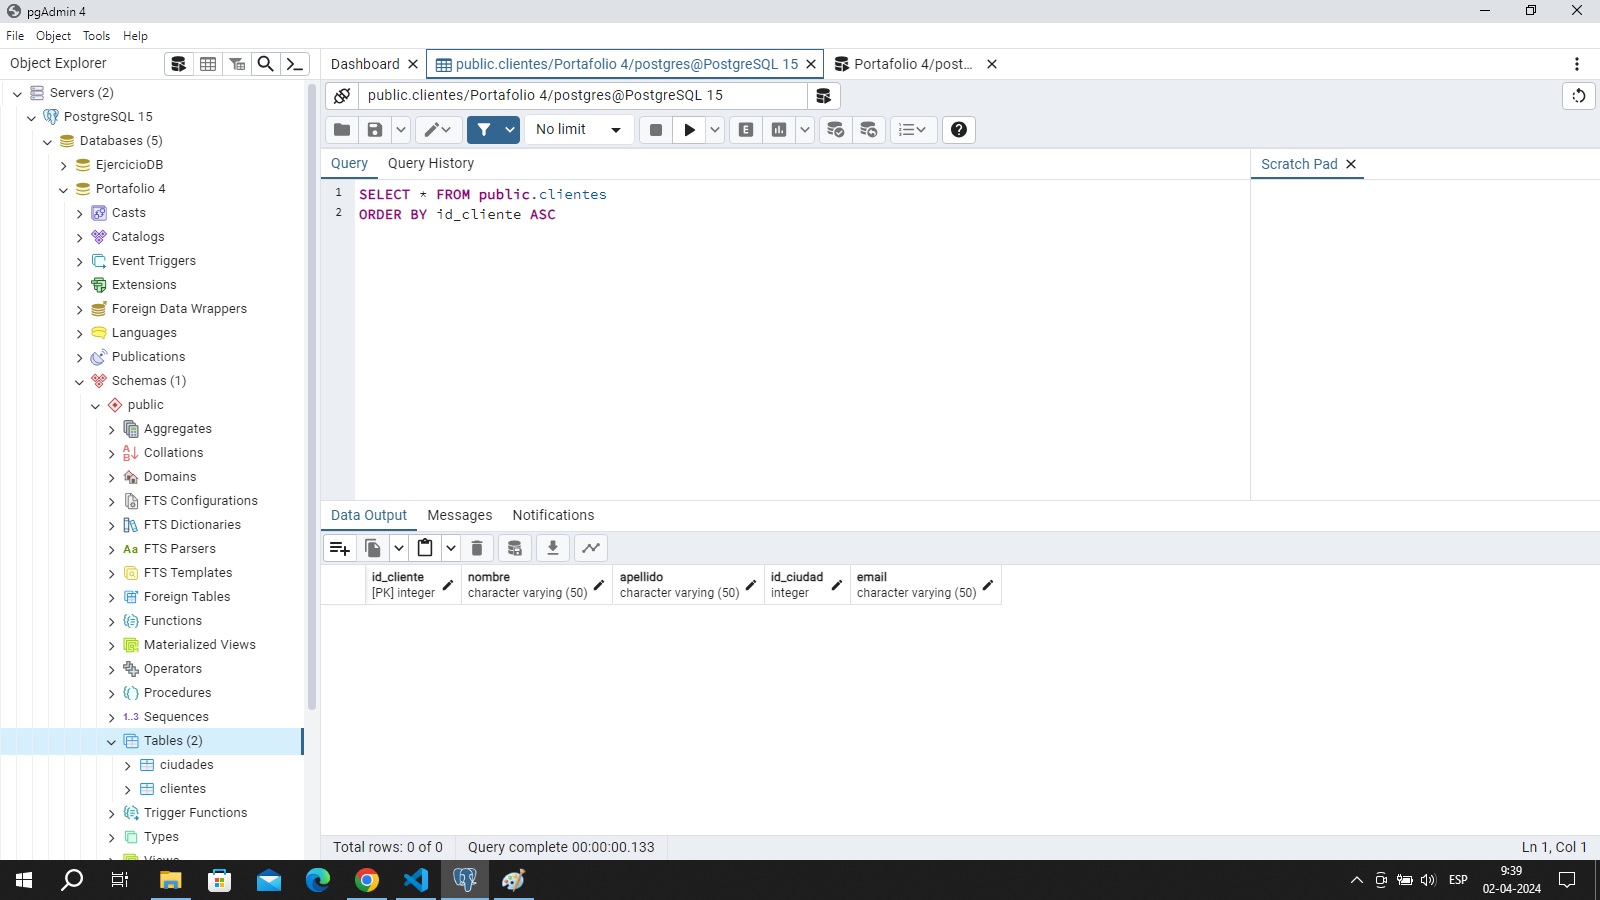 pgAdmin 4
File Object Tools Help
Object Explorer
Dashboard
public.clientes/Portafolio 4/postgres@PostgreSQL 15
Portafolio 4/post...
Servers (2)
PostgreSQL 15
Databases (5)
EjercicioDB
Portafolio 4
Casts
Catalogs
Event Triggers
Extensions
Foreign Data Wrappers
Languages
Publications
Schemas (1)
public
Aggregates
Collations
Domains
FTS Configurations
FTS Dictionaries
Aa FTS Parsers
FTS Templates
Foreign Tables
Functions
Materialized Views
Operators
Procedures
1..3 Sequences
Tables (2)
ciudades
clientes
Trigger Functions
Types
Views
public.clientes/Portafolio 4/postgres@PostgreSQL 15
No limit
E
Query Query History
Scratch Pad
1 SELECT * FROM public.clientes
2 ORDER BY id_cliente ASC
Data Output Messages Notifications
id_cliente nombre apellido id_ciudad email
[PK] integer character varying (50) character varying (50) integer character varying (50)
Total rows: 0 of 0 Query complete 00:00:00.133 Ln 1, Col 1
ESP
9:39
02-04-2024